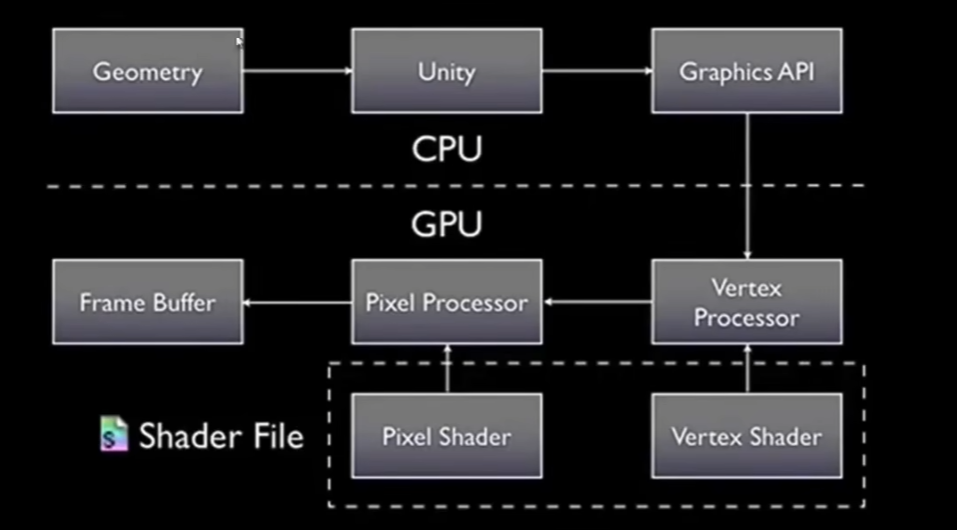 Geometry
Unity
Graphics API
CPU
GPU
Frame Buffer
Pixel Processor
Vertex
Processor
S
Shader File
Pixel Shader
Vertex Shader